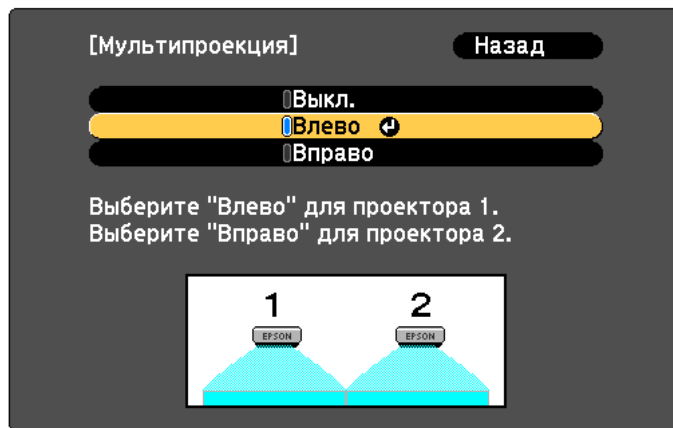 [Мультипроекция] Назад
Выкл.
Влево
Вправо
Выберите "Влево" для проектора 1.
Выберите "Вправо" для проектора 2.
1 2
EPSON EPSON